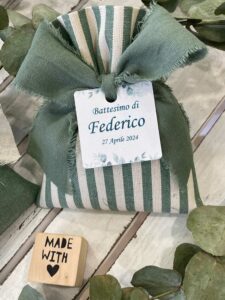 Battesimo di
Federico
27 Aprile 2024
MADE
WITH